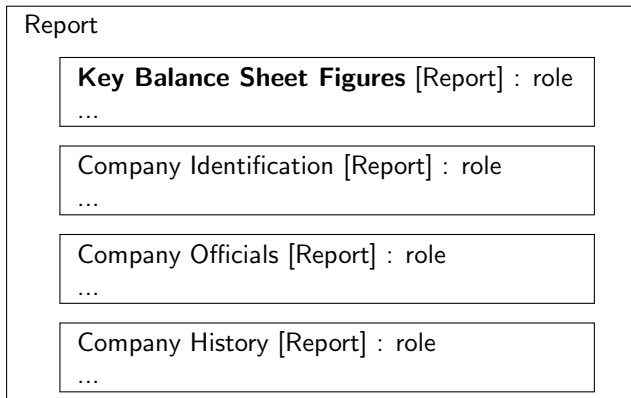 Report
Key Balance Sheet Figures [Report] : role
...
Company Identification [Report] : role
...
Company Officials [Report] : role
...
Company History [Report] : role
...